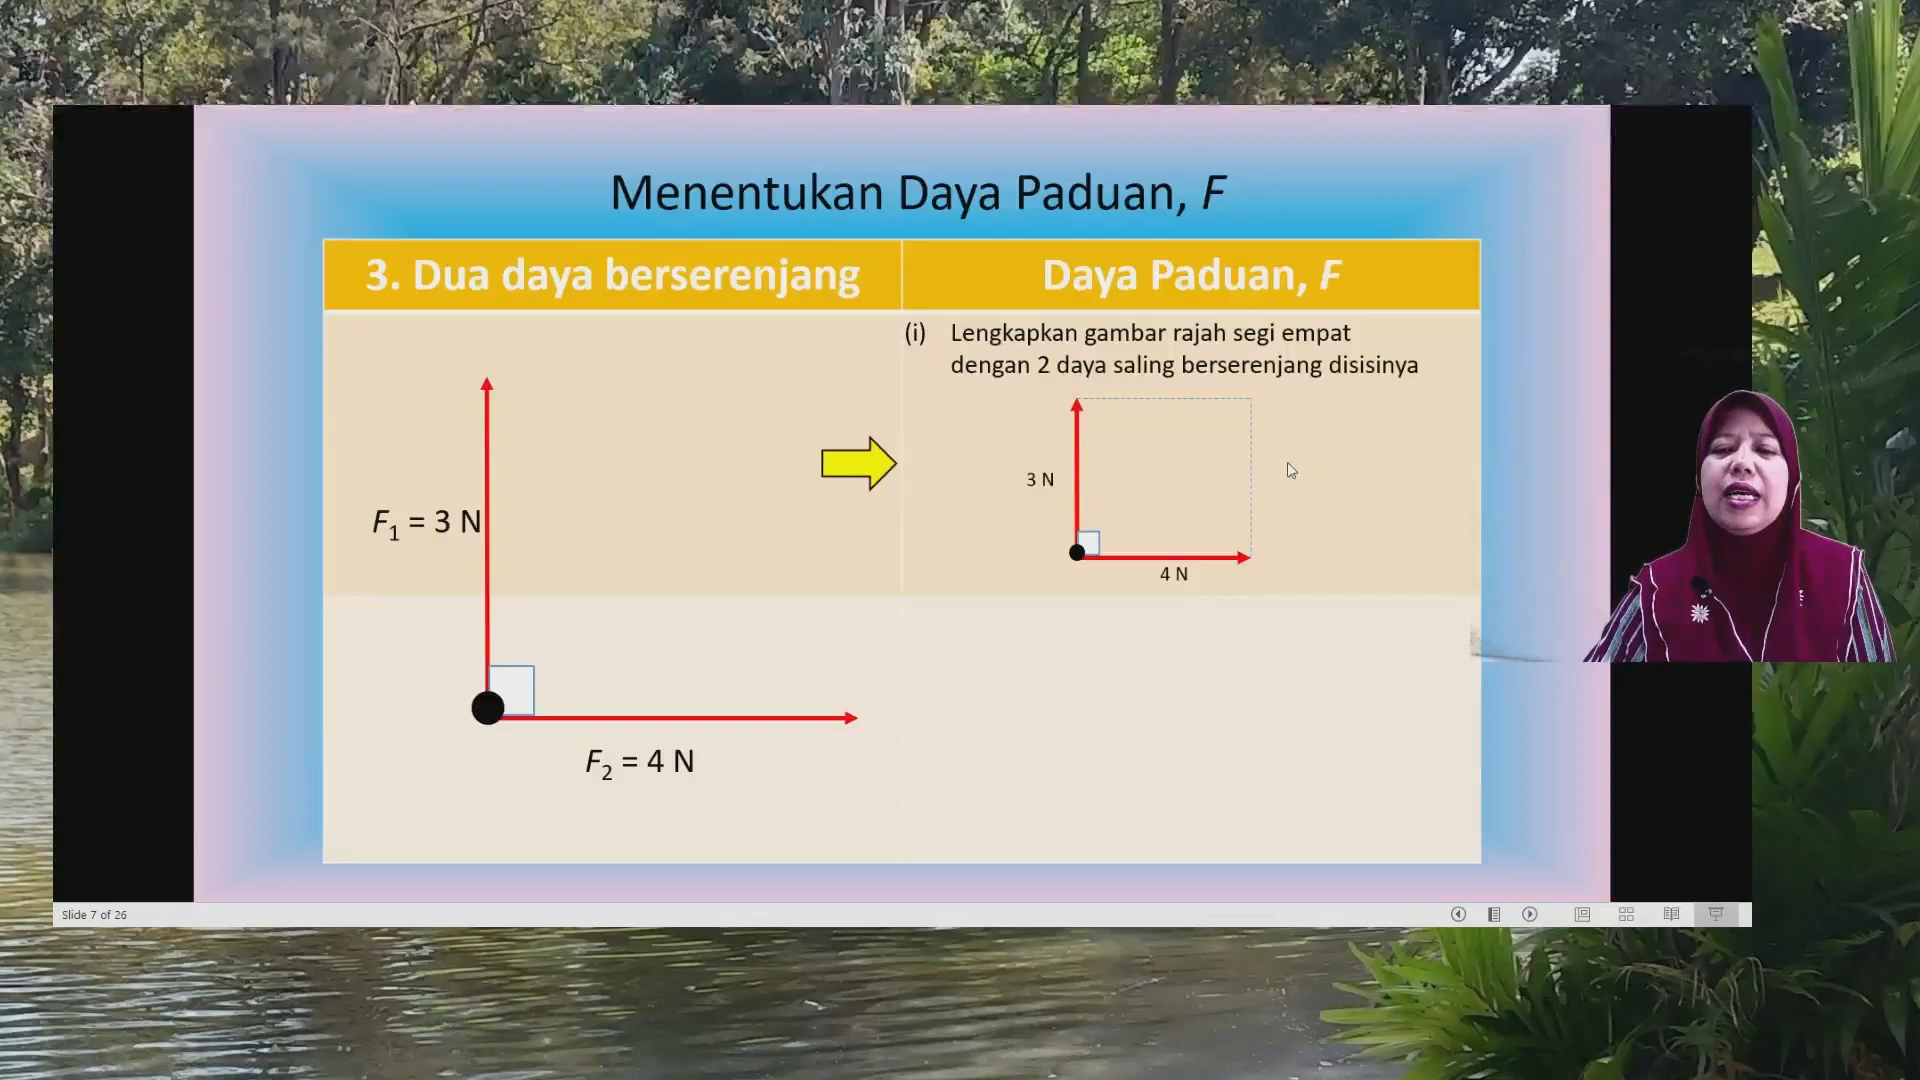 Menentukan Daya Paduan, F
3. Dua daya berserenjang
Daya Paduan, F
F₁ = 3 N
F₂ = 4 N
(i) Lengkapkan gambar rajah segi empat
dengan 2 daya saling berserenjang disisinya
3 N
4 N
Slide 7 of 26